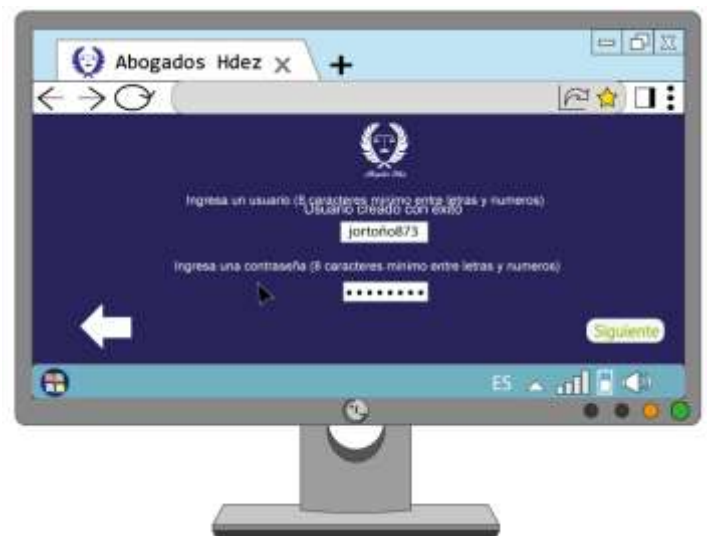 Abogados Hdez
Ingresa un usuario (8 caracteres mínimo entre letras y numeros)
Usuario creado con éxito
jortoño873
Ingresa una contraseña (8 caracteres mínimo entre letras y numeros)
Siguiente
ES